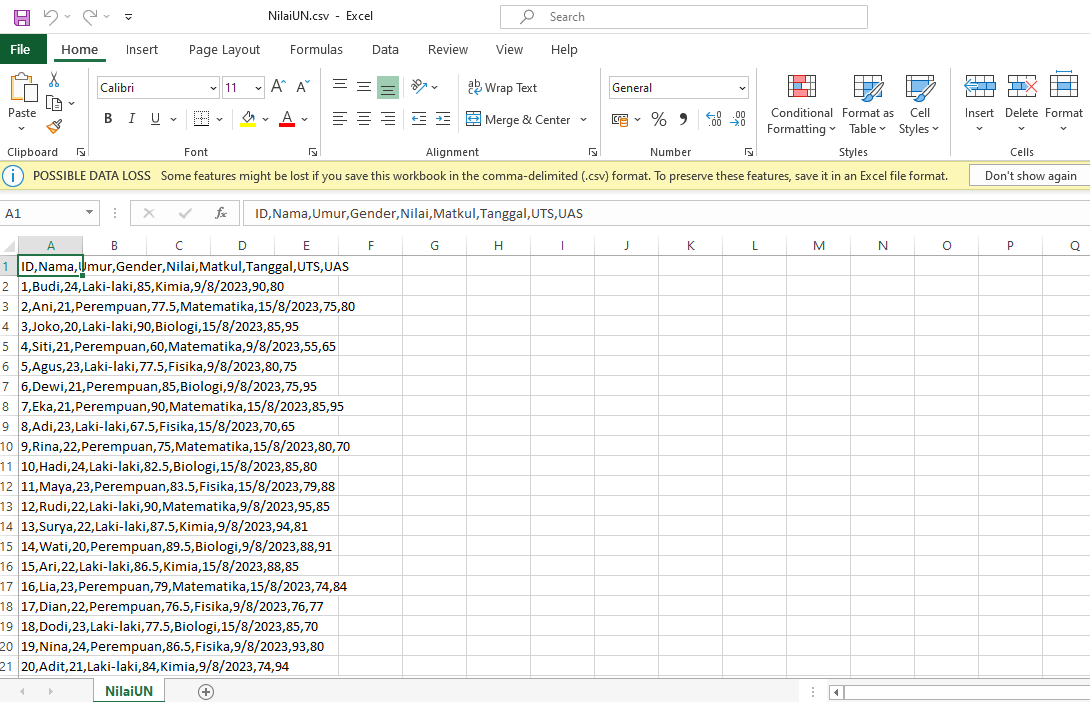 NilaiUN.csv - Excel
Search
File Home Insert Page Layout Formulas Data Review View Help
Paste
Calibri 11
B I U A A A
ab Wrap Text
Merge & Center
General
% 9 .00 .0
Conditional Formatting
Format as Table
Cell Styles
Insert Delete Format
Clipboard Font Alignment Number Styles Cells
POSSIBLE DATA LOSS Some features might be lost if you save this workbook in the comma-delimited (.csv) format. To preserve these features, save it in an Excel file format. Don't show again
A1 fx ID,Nama,Umur,Gender,Nilai,Matkul,Tanggal,UTS,UAS
A B C D E F G H I J K L M N O P Q
1 ID,Nama,Umur,Gender,Nilai,Matkul,Tanggal,UTS,UAS
2 1,Budi,24,Laki-laki,85,Kimia,9/8/2023,90,80
3 2,Ani,21,Perempuan,77.5,Matematika,15/8/2023,75,80
4 3,Joko,20,Laki-laki,90,Biologi,15/8/2023,85,95
5 4,Siti,21,Perempuan,60,Matematika,9/8/2023,55,65
6 5,Agus,23,Laki-laki,77.5,Fisika,9/8/2023,80,75
7 6,Dewi,21,Perempuan,85,Biologi,9/8/2023,75,95
8 7,Eka,21,Perempuan,90,Matematika,15/8/2023,85,95
9 8,Adi,23,Laki-laki,67.5,Fisika,15/8/2023,70,65
10 9,Rina,22,Perempuan,75,Matematika,15/8/2023,80,70
11 10,Hadi,24,Laki-laki,82.5,Biologi,15/8/2023,85,80
12 11,Maya,23,Perempuan,83.5,Fisika,15/8/2023,79,88
13 12,Rudi,22,Laki-laki,90,Matematika,9/8/2023,95,85
14 13,Surya,22,Laki-laki,87.5,Kimia,9/8/2023,94,81
15 14,Wati,20,Perempuan,89.5,Biologi,9/8/2023,88,91
16 15,Ari,22,Laki-laki,86.5,Kimia,15/8/2023,88,85
17 16,Lia,23,Perempuan,79,Matematika,15/8/2023,74,84
18 17,Dian,22,Perempuan,76.5,Fisika,9/8/2023,76,77
19 18,Dodi,23,Laki-laki,77.5,Biologi,15/8/2023,85,70
20 19,Nina,24,Perempuan,86.5,Fisika,9/8/2023,93,80
21 20,Adit,21,Laki-laki,84,Kimia,9/8/2023,74,94
NilaiUN